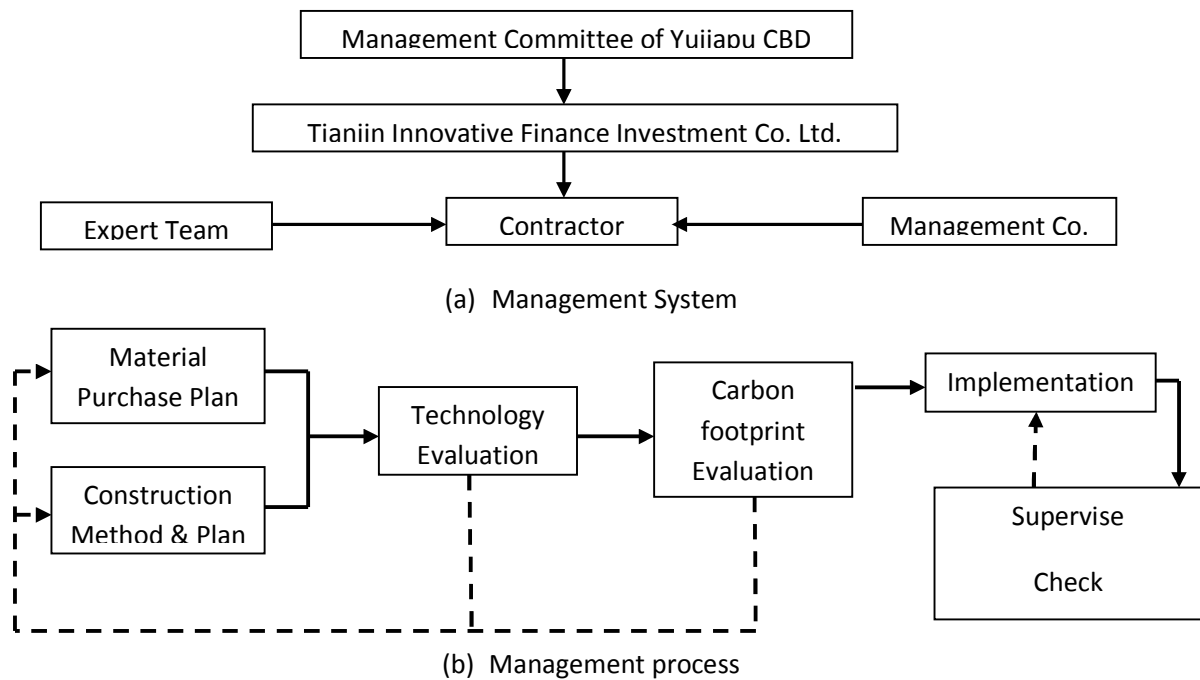 Management Committee of Yujiapu CBD
Tianjin Innovative Finance Investment Co. Ltd.
Expert Team
Contractor
Management Co.
(a) Management System
Material
Purchase Plan
Construction
Method & Plan
Technology
Evaluation
Carbon
footprint
Evaluation
Implementation
Supervise
Check
(b) Management process